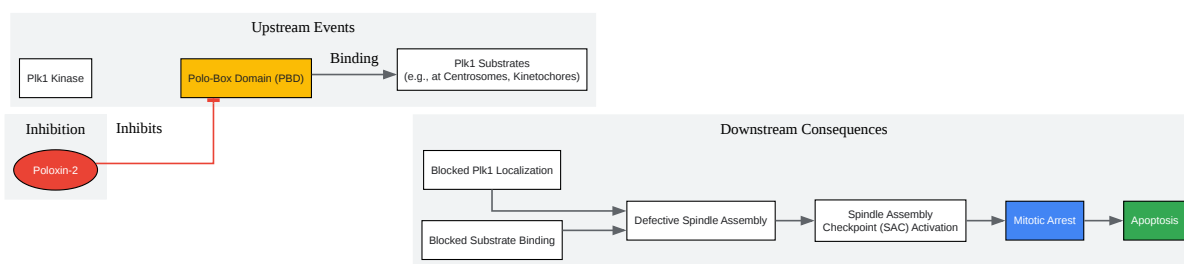 Upstream Events
Plk1 Kinase
Polo-Box Domain (PBD)
Binding
Plk1 Substrates
(e.g., at Centrosomes, Kinetochores)
Inhibition
Inhibits
Poloxin-2
Downstream Consequences
Blocked Plk1 Localization
Blocked Substrate Binding
Defective Spindle Assembly
Spindle Assembly
Checkpoint (SAC) Activation
Mitotic Arrest
Apoptosis